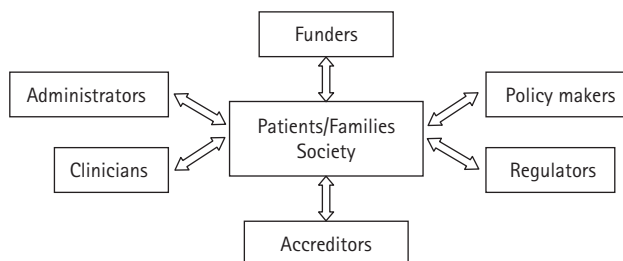 Funders
Administrators
Policy makers
Patients/Families
Society
Clinicians
Regulators
Accreditors